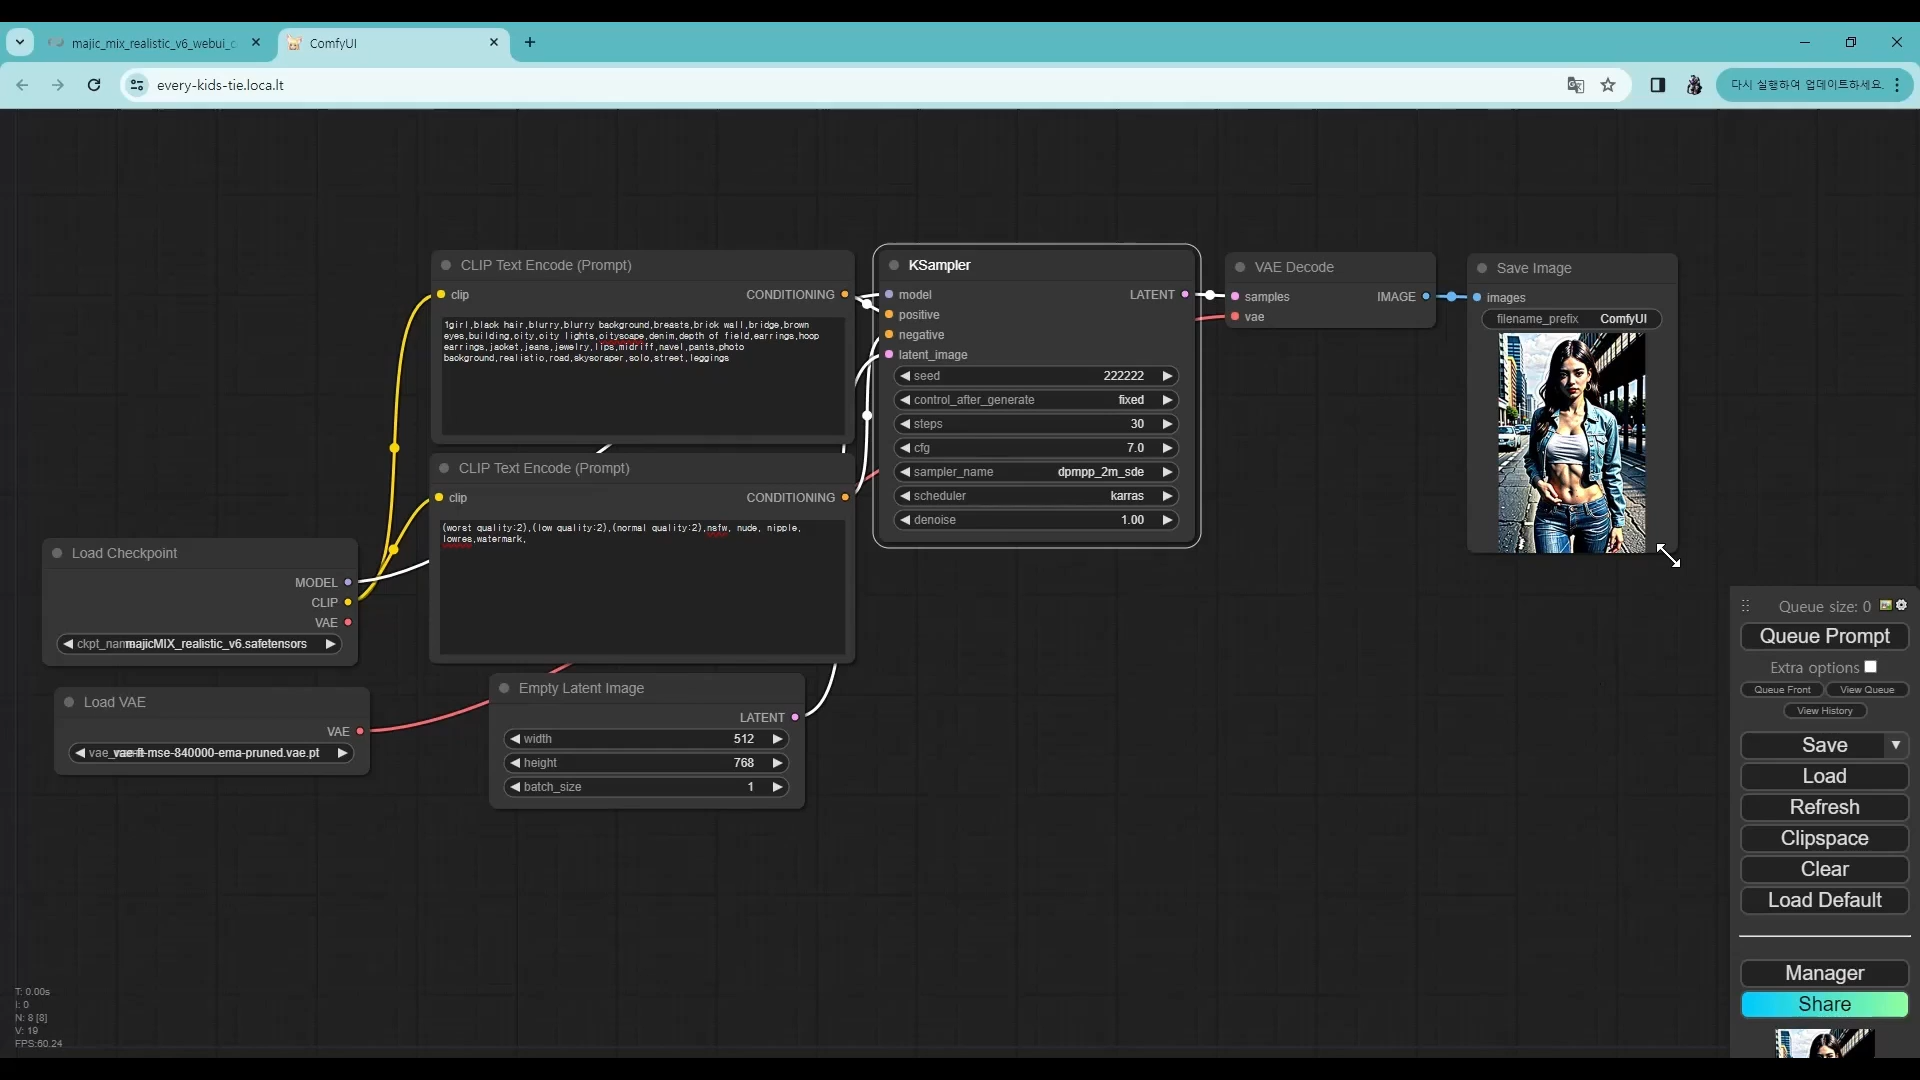 majic_mix_realistic_v6_webui_c
ComfyUI
every-kids-tie.loca.lt
다시 실행하여 업데이트하세요.
CLIP Text Encode (Prompt)
clip
CONDITIONING
1girl,black hair,blurry,blurry background,breasts,brick wall,bridge,brown
eyes,building,city,city lights,cityscape,denim,depth of field,earrings,hoop
earrings,jacket,jeans,jewelry,lips,midriff,navel,pants,photo
background,realistic,road,skyscraper,solo,street,leggings
CLIP Text Encode (Prompt)
clip
CONDITIONING
(worst quality:2),(low quality:2),(normal quality:2),nsfw, nude, nipple,
lowres,watermark,
Load Checkpoint
MODEL
CLIP
VAE
majicMIX_realistic_v6.safetensors
Load VAE
VAE
vae-ft-mse-840000-ema-pruned.vae.pt
Empty Latent Image
LATENT
width 512
height 768
batch_size 1
KSampler
model
LATENT
positive
negative
latent_image
seed 222222
control_after_generate fixed
steps 30
cfg 7.0
sampler_name dpmpp_2m_sde
scheduler karras
denoise 1.00
VAE Decode
samples
IMAGE
vae
Save Image
images
filename_prefix ComfyUI
Queue size: 0
Queue Prompt
Extra options
Queue Front
View Queue
View History
Save
Load
Refresh
Clipspace
Clear
Load Default
Manager
Share
T: 0.00s
I: 0
N: 8 [8]
V: 19
FPS:60.24